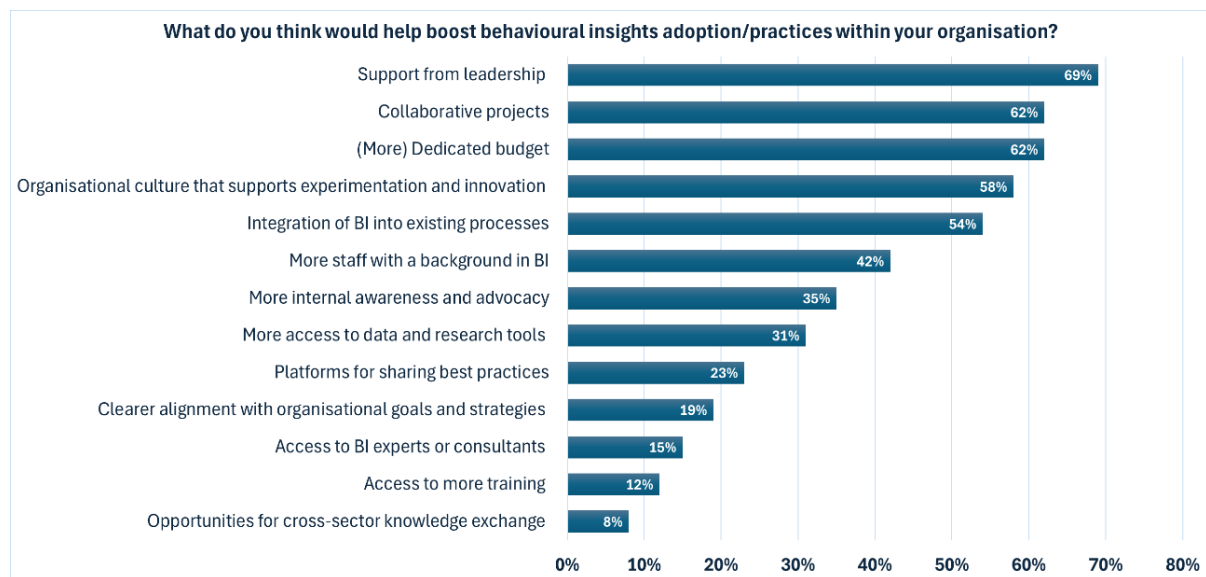 What do you think would help boost behavioural insights adoption/practices within your organisation?
Support from leadership 69%
Collaborative projects 62%
(More) Dedicated budget 62%
Organisational culture that supports experimentation and innovation 58%
Integration of BI into existing processes 54%
More staff with a background in BI 42%
More internal awareness and advocacy 35%
More access to data and research tools 31%
Platforms for sharing best practices 23%
Clearer alignment with organisational goals and strategies 19%
Access to BI experts or consultants 15%
Access to more training 12%
Opportunities for cross-sector knowledge exchange 8%
0% 10% 20% 30% 40% 50% 60% 70% 80%